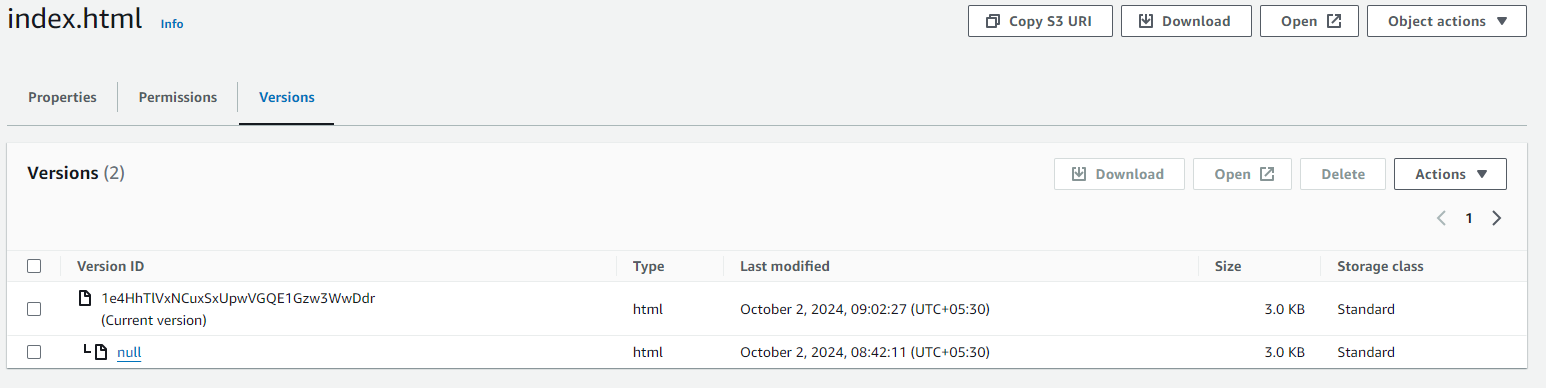 index.html Info
Copy S3 URI Download Open Object actions
Properties Permissions Versions
Versions (2)
Download Open Delete Actions
1
Version ID Type Last modified Size Storage class
1e4HhTlVxNCuxSxUpwVGQE1Gzw3WwDdr html October 2, 2024, 09:02:27 (UTC+05:30) 3.0 KB Standard
(Current version)
null html October 2, 2024, 08:42:11 (UTC+05:30) 3.0 KB Standard